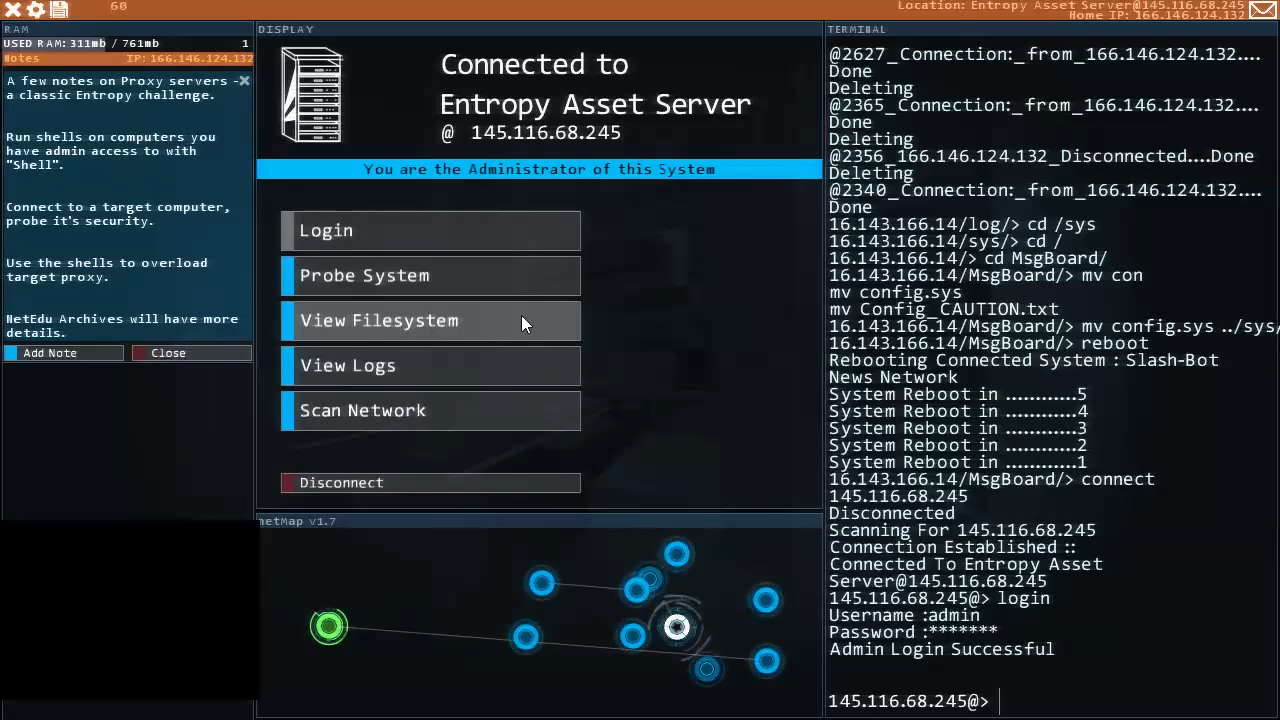 60
Location: Entropy Asset Server@145.116.68.245
Home IP: 166.146.124.132
RAM
USED RAM: 311mb / 761mb 1
Notes IP: 166.146.124.132
A few notes on Proxy servers -
a classic Entropy challenge.
Run shells on computers you
have admin access to with
"Shell".
Connect to a target computer,
probe it's security.
Use the shells to overload
target proxy.
NetEdu Archives will have more
details.
Add Note
Close
DISPLAY
Connected to
Entropy Asset Server
@ 145.116.68.245
You are the Administrator of this System
Login
Probe System
View Filesystem
View Logs
Scan Network
Disconnect
netMap v1.7
TERMINAL
@2627_Connection:_from_166.146.124.132....
Done
Deleting
@2365_Connection:_from_166.146.124.132....
Done
Deleting
@2356_166.146.124.132_Disconnected....Done
Deleting
@2340_Connection:_from_166.146.124.132....
Done
16.143.166.14/log/> cd /sys
16.143.166.14/sys/> cd /
16.143.166.14/> cd MsgBoard/
16.143.166.14/MsgBoard/> mv con
mv config.sys
mv Config_CAUTION.txt
16.143.166.14/MsgBoard/> mv config.sys ../sys/
16.143.166.14/MsgBoard/> reboot
Rebooting Connected System : Slash-Bot
News Network
System Reboot in ............5
System Reboot in ............4
System Reboot in ............3
System Reboot in ............2
System Reboot in ............1
16.143.166.14/MsgBoard/> connect
145.116.68.245
Disconnected
Scanning For 145.116.68.245
Connection Established ::
Connected To Entropy Asset
Server@145.116.68.245
145.116.68.245@> login
Username :admin
Password :*******
Admin Login Successful
145.116.68.245@>